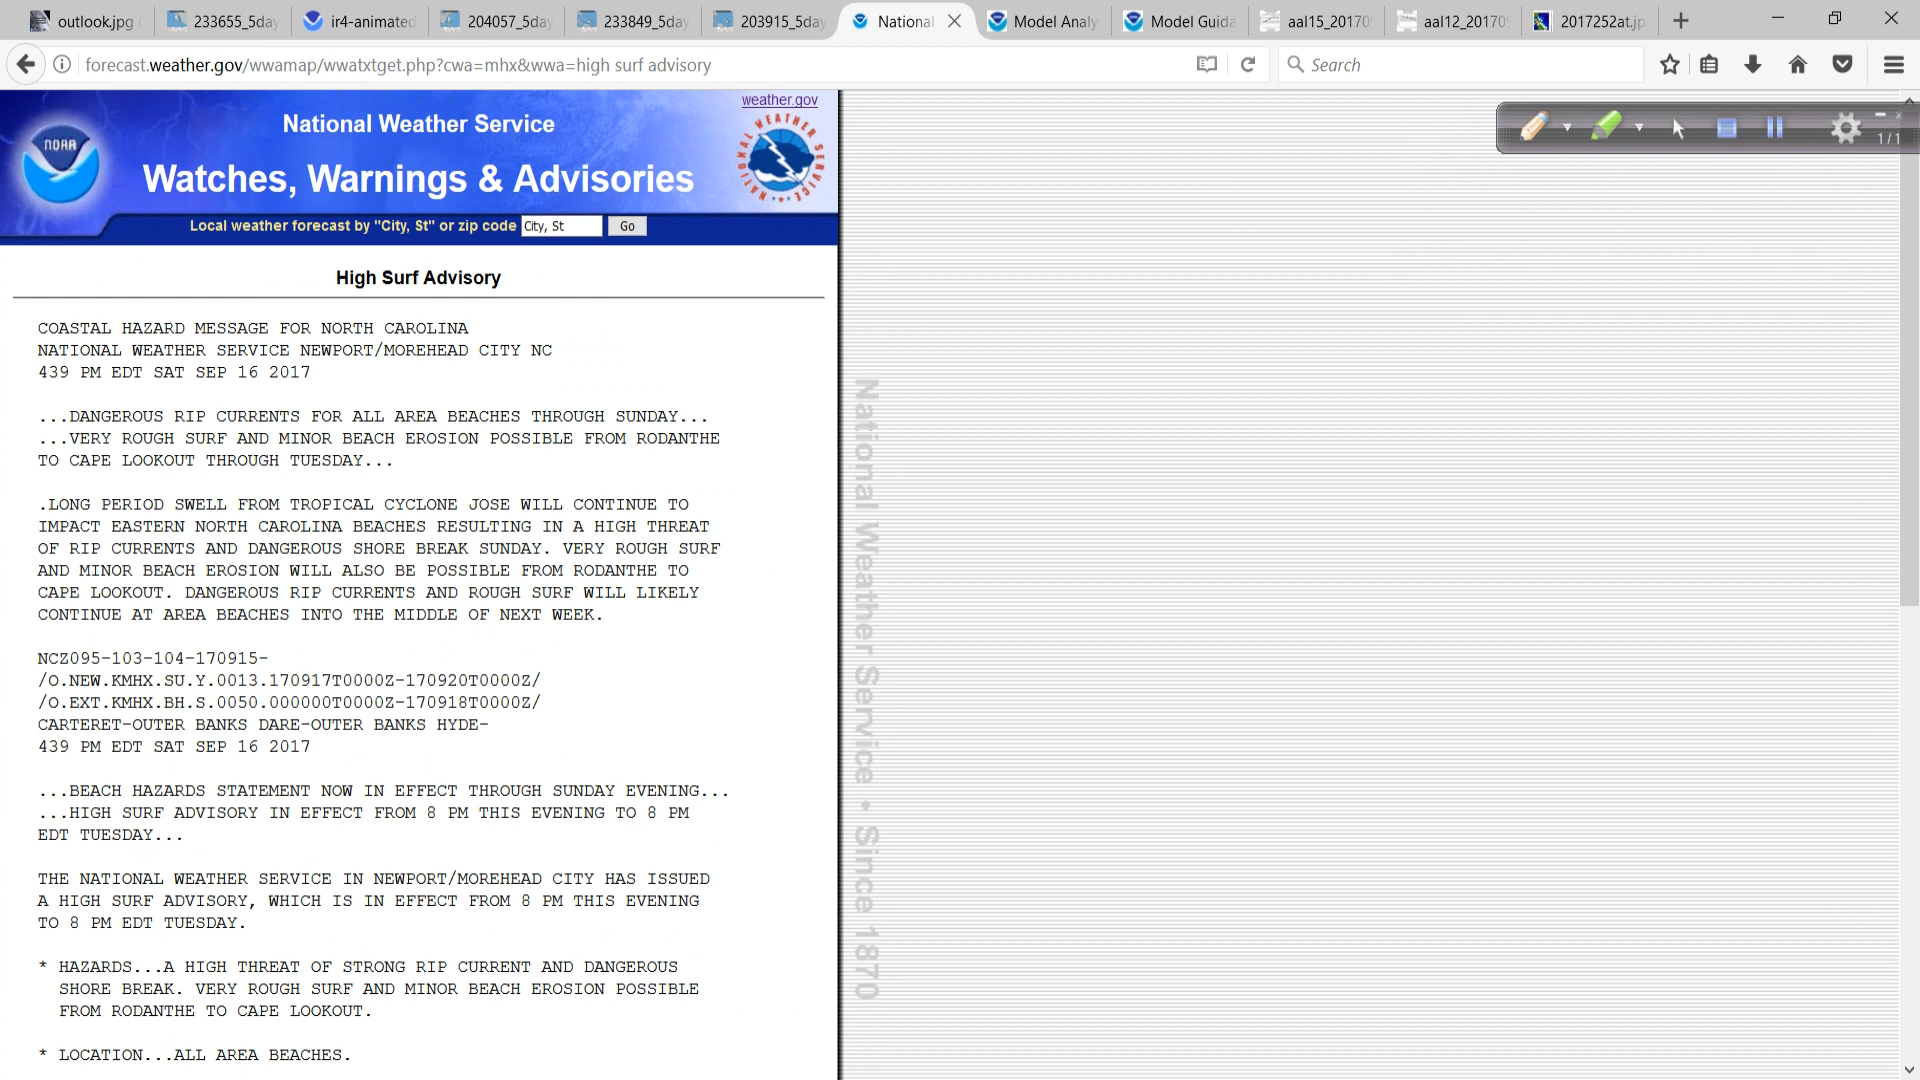 outlook.jpg
233655_5day
ir4-animated
204057_5day
233849_5day
203915_5day
National
Model Analy
Model Guida
aal15_20170
aal12_20170
2017252at.jp
forecast.weather.gov/wwamap/wwatxtget.php?cwa=mhx&wwa=high surf advisory
Search
weather.gov
National Weather Service
NOAA
NATIONAL WEATHER SERVICE
Watches, Warnings & Advisories
1/1
Local weather forecast by "City, St" or zip code City, St Go
High Surf Advisory
COASTAL HAZARD MESSAGE FOR NORTH CAROLINA
NATIONAL WEATHER SERVICE NEWPORT/MOREHEAD CITY NC
439 PM EDT SAT SEP 16 2017
...DANGEROUS RIP CURRENTS FOR ALL AREA BEACHES THROUGH SUNDAY...
...VERY ROUGH SURF AND MINOR BEACH EROSION POSSIBLE FROM RODANTHE
TO CAPE LOOKOUT THROUGH TUESDAY...
.LONG PERIOD SWELL FROM TROPICAL CYCLONE JOSE WILL CONTINUE TO
IMPACT EASTERN NORTH CAROLINA BEACHES RESULTING IN A HIGH THREAT
OF RIP CURRENTS AND DANGEROUS SHORE BREAK SUNDAY. VERY ROUGH SURF
AND MINOR BEACH EROSION WILL ALSO BE POSSIBLE FROM RODANTHE TO
CAPE LOOKOUT. DANGEROUS RIP CURRENTS AND ROUGH SURF WILL LIKELY
CONTINUE AT AREA BEACHES INTO THE MIDDLE OF NEXT WEEK.
NCZ095-103-104-170915-
/O.NEW.KMHX.SU.Y.0013.170917T0000Z-170920T0000Z/
/O.EXT.KMHX.BH.S.0050.000000T0000Z-170918T0000Z/
CARTERET-OUTER BANKS DARE-OUTER BANKS HYDE-
439 PM EDT SAT SEP 16 2017
...BEACH HAZARDS STATEMENT NOW IN EFFECT THROUGH SUNDAY EVENING...
...HIGH SURF ADVISORY IN EFFECT FROM 8 PM THIS EVENING TO 8 PM
EDT TUESDAY...
THE NATIONAL WEATHER SERVICE IN NEWPORT/MOREHEAD CITY HAS ISSUED
A HIGH SURF ADVISORY, WHICH IS IN EFFECT FROM 8 PM THIS EVENING
TO 8 PM EDT TUESDAY.
* HAZARDS...A HIGH THREAT OF STRONG RIP CURRENT AND DANGEROUS
SHORE BREAK. VERY ROUGH SURF AND MINOR BEACH EROSION POSSIBLE
FROM RODANTHE TO CAPE LOOKOUT.
* LOCATION...ALL AREA BEACHES.
National Weather Service • Since 1870